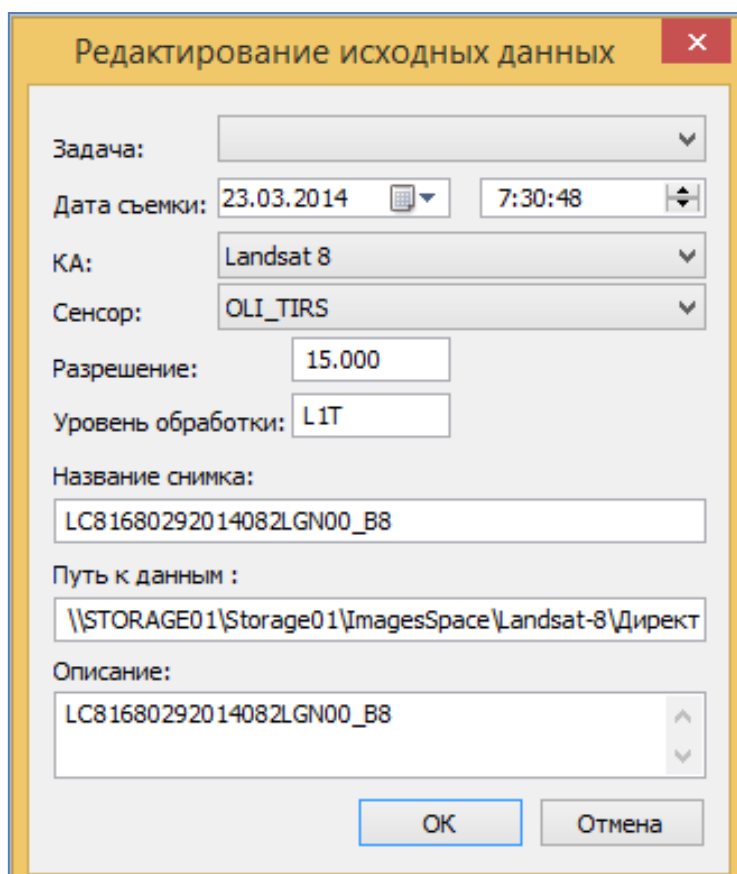 Редактирование исходных данных
Задача:
Дата съемки: 23.03.2014 7:30:48
КА: Landsat 8
Сенсор: OLI_TIRS
Разрешение: 15.000
Уровень обработки: L1T
Название снимка:
LC81680292014082LGN00_B8
Путь к данным :
\\STORAGE01\Storage01\ImagesSpace\Landsat-8\Директ
Описание:
LC81680292014082LGN00_B8
OK Отмена